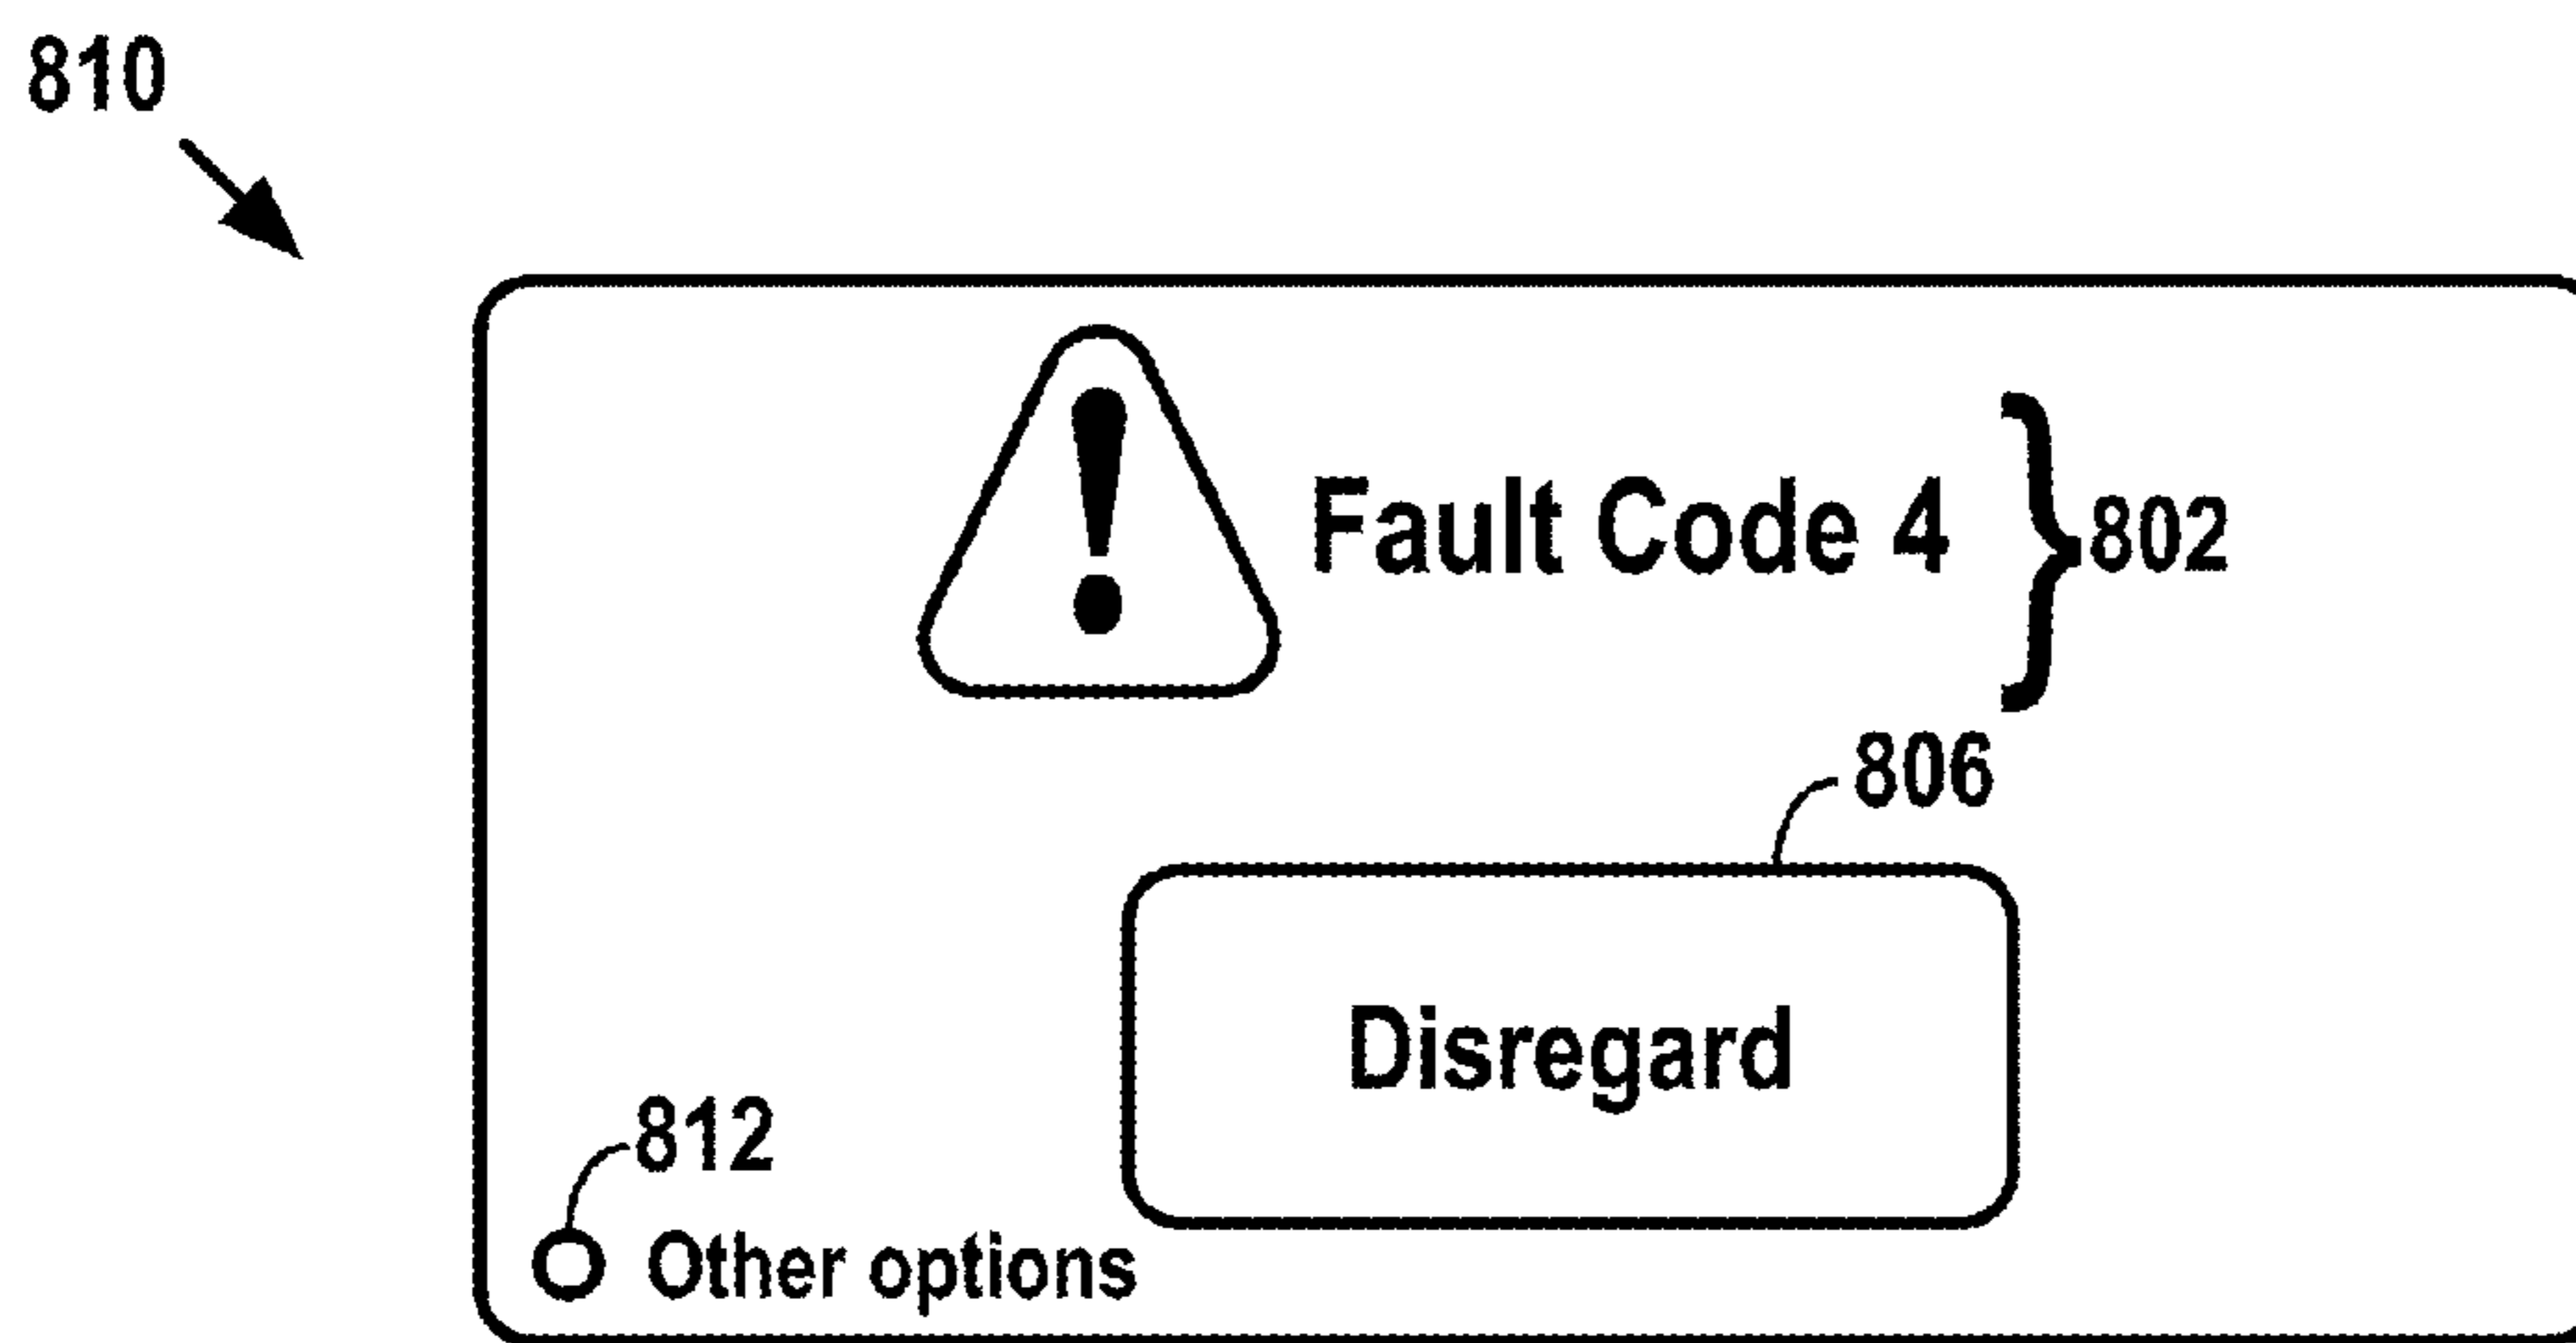 810
! Fault Code 4 } 802
806
Disregard
812
Other options